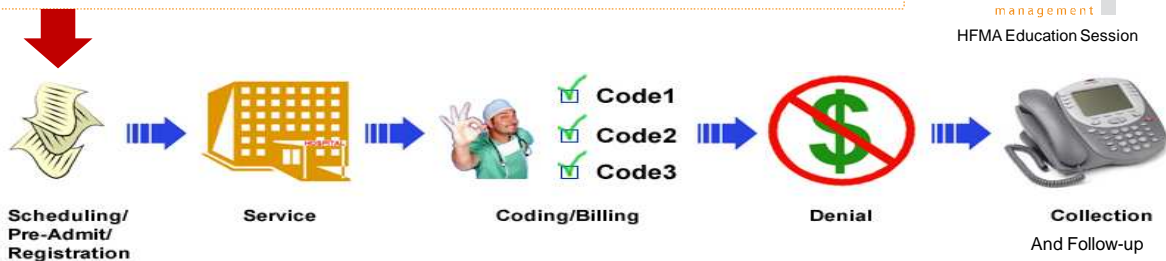 management
HFMA Education Session
HOSPITAL
Code1
Code2
Code3
$
Scheduling/
Pre-Admit/
Registration
Service
Coding/Billing
Denial
Collection
And Follow-up